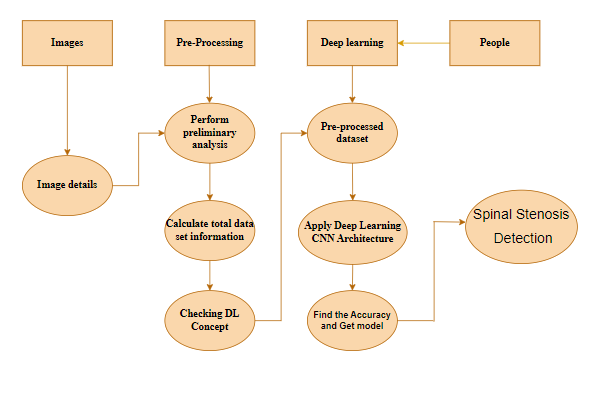 Images
Pre-Processing
Deep learning
People
Perform
preliminary
analysis
Pre-processed
dataset
Image details
Calculate total data
set information
Apply Deep Learning
CNN Architecture
Spinal Stenosis
Detection
Checking DL
Concept
Find the Accuracy
and Get model